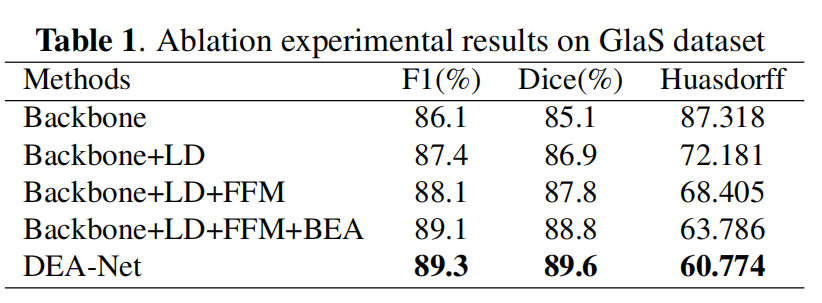 Table 1. Ablation experimental results on GlaS dataset
Methods F1(%) Dice(%) Huasdorff
Backbone 86.1 85.1 87.318
Backbone+LD 87.4 86.9 72.181
Backbone+LD+FFM 88.1 87.8 68.405
Backbone+LD+FFM+BEA 89.1 88.8 63.786
DEA-Net 89.3 89.6 60.774